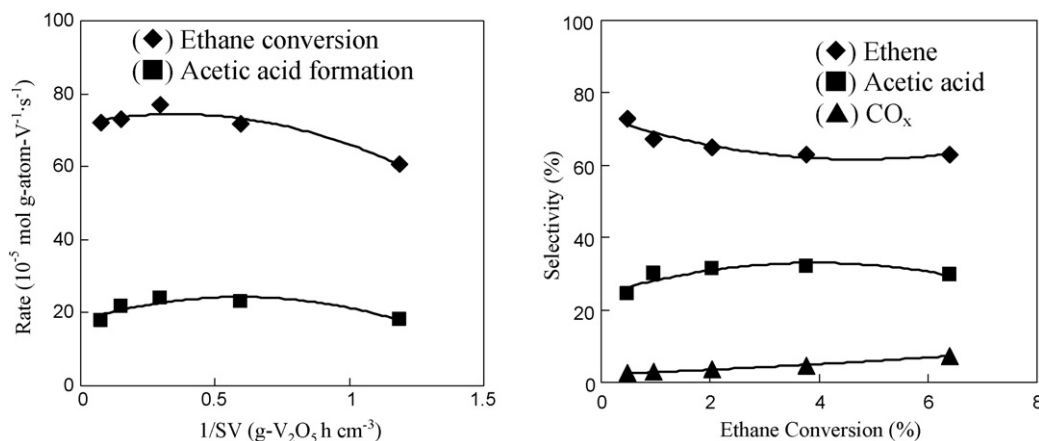 100
80
60
40
20
0
Rate (10⁻⁵ mol g-atom-V⁻¹·s⁻¹)
(◆) Ethane conversion
(■) Acetic acid formation
0 0.5 1 1.5
1/SV (g-V₂O₅ h cm⁻³)
100
80
60
40
20
0
Selectivity (%)
(◆) Ethene
(■) Acetic acid
(▲) COₓ
0 2 4 6 8
Ethane Conversion (%)